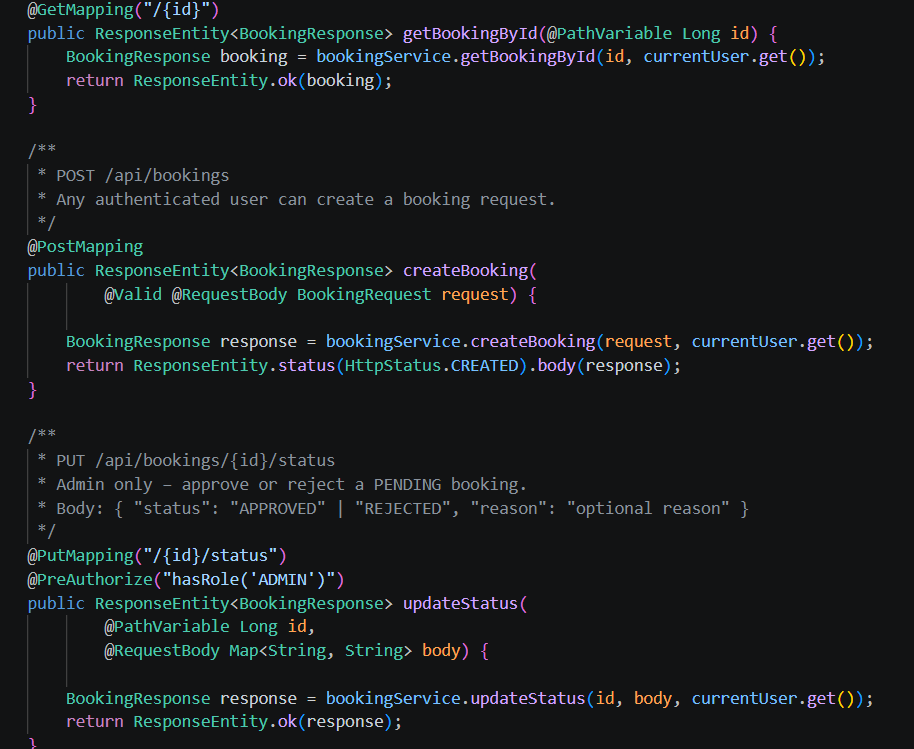 @GetMapping("/{id}")
public ResponseEntity<BookingResponse> getBookingById(@PathVariable Long id) {
    BookingResponse booking = bookingService.getBookingById(id, currentUser.get());
    return ResponseEntity.ok(booking);
}

/**
 * POST /api/bookings
 * Any authenticated user can create a booking request.
 */
@PostMapping
public ResponseEntity<BookingResponse> createBooking(
        @Valid @RequestBody BookingRequest request) {

    BookingResponse response = bookingService.createBooking(request, currentUser.get());
    return ResponseEntity.status(HttpStatus.CREATED).body(response);
}

/**
 * PUT /api/bookings/{id}/status
 * Admin only – approve or reject a PENDING booking.
 * Body: { "status": "APPROVED" | "REJECTED", "reason": "optional reason" }
 */
@PutMapping("/{id}/status")
@PreAuthorize("hasRole('ADMIN')")
public ResponseEntity<BookingResponse> updateStatus(
        @PathVariable Long id,
        @RequestBody Map<String, String> body) {

    BookingResponse response = bookingService.updateStatus(id, body, currentUser.get());
    return ResponseEntity.ok(response);
}